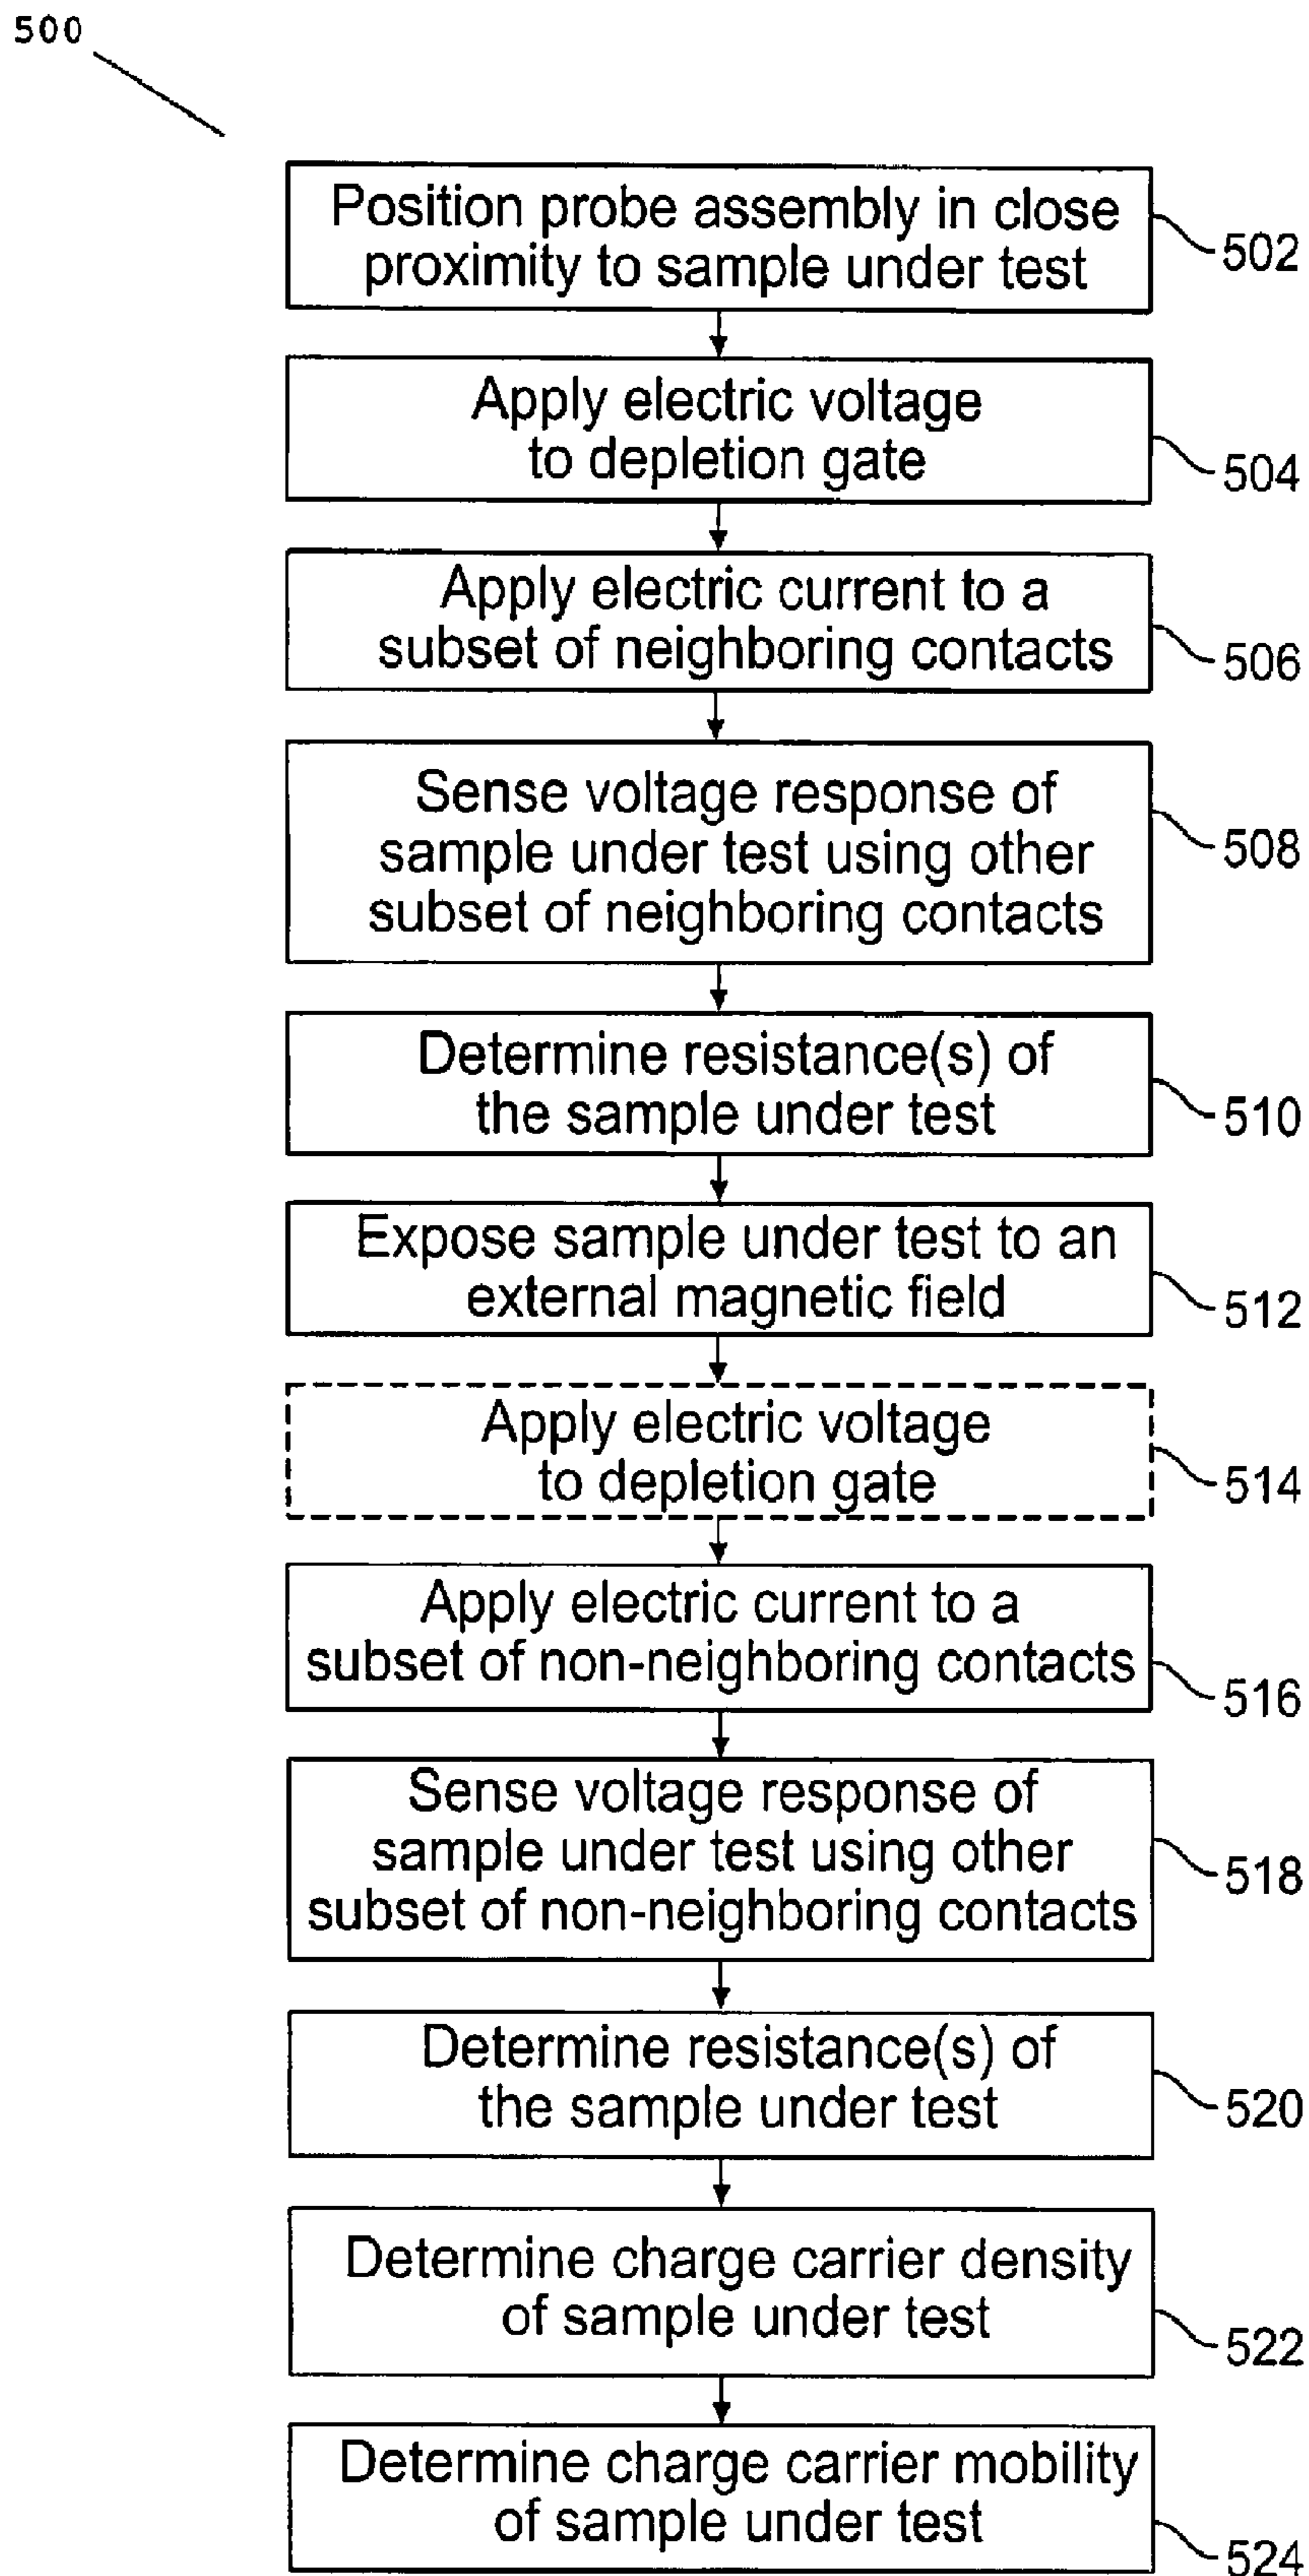 500
Position probe assembly in close
proximity to sample under test
502
Apply electric voltage
to depletion gate
504
Apply electric current to a
subset of neighboring contacts
506
Sense voltage response of
sample under test using other
subset of neighboring contacts
508
Determine resistance(s) of
the sample under test
510
Expose sample under test to an
external magnetic field
512
Apply electric voltage
to depletion gate
514
Apply electric current to a
subset of non-neighboring contacts
516
Sense voltage response of
sample under test using other
subset of non-neighboring contacts
518
Determine resistance(s) of
the sample under test
520
Determine charge carrier density
of sample under test
522
Determine charge carrier mobility
of sample under test
524